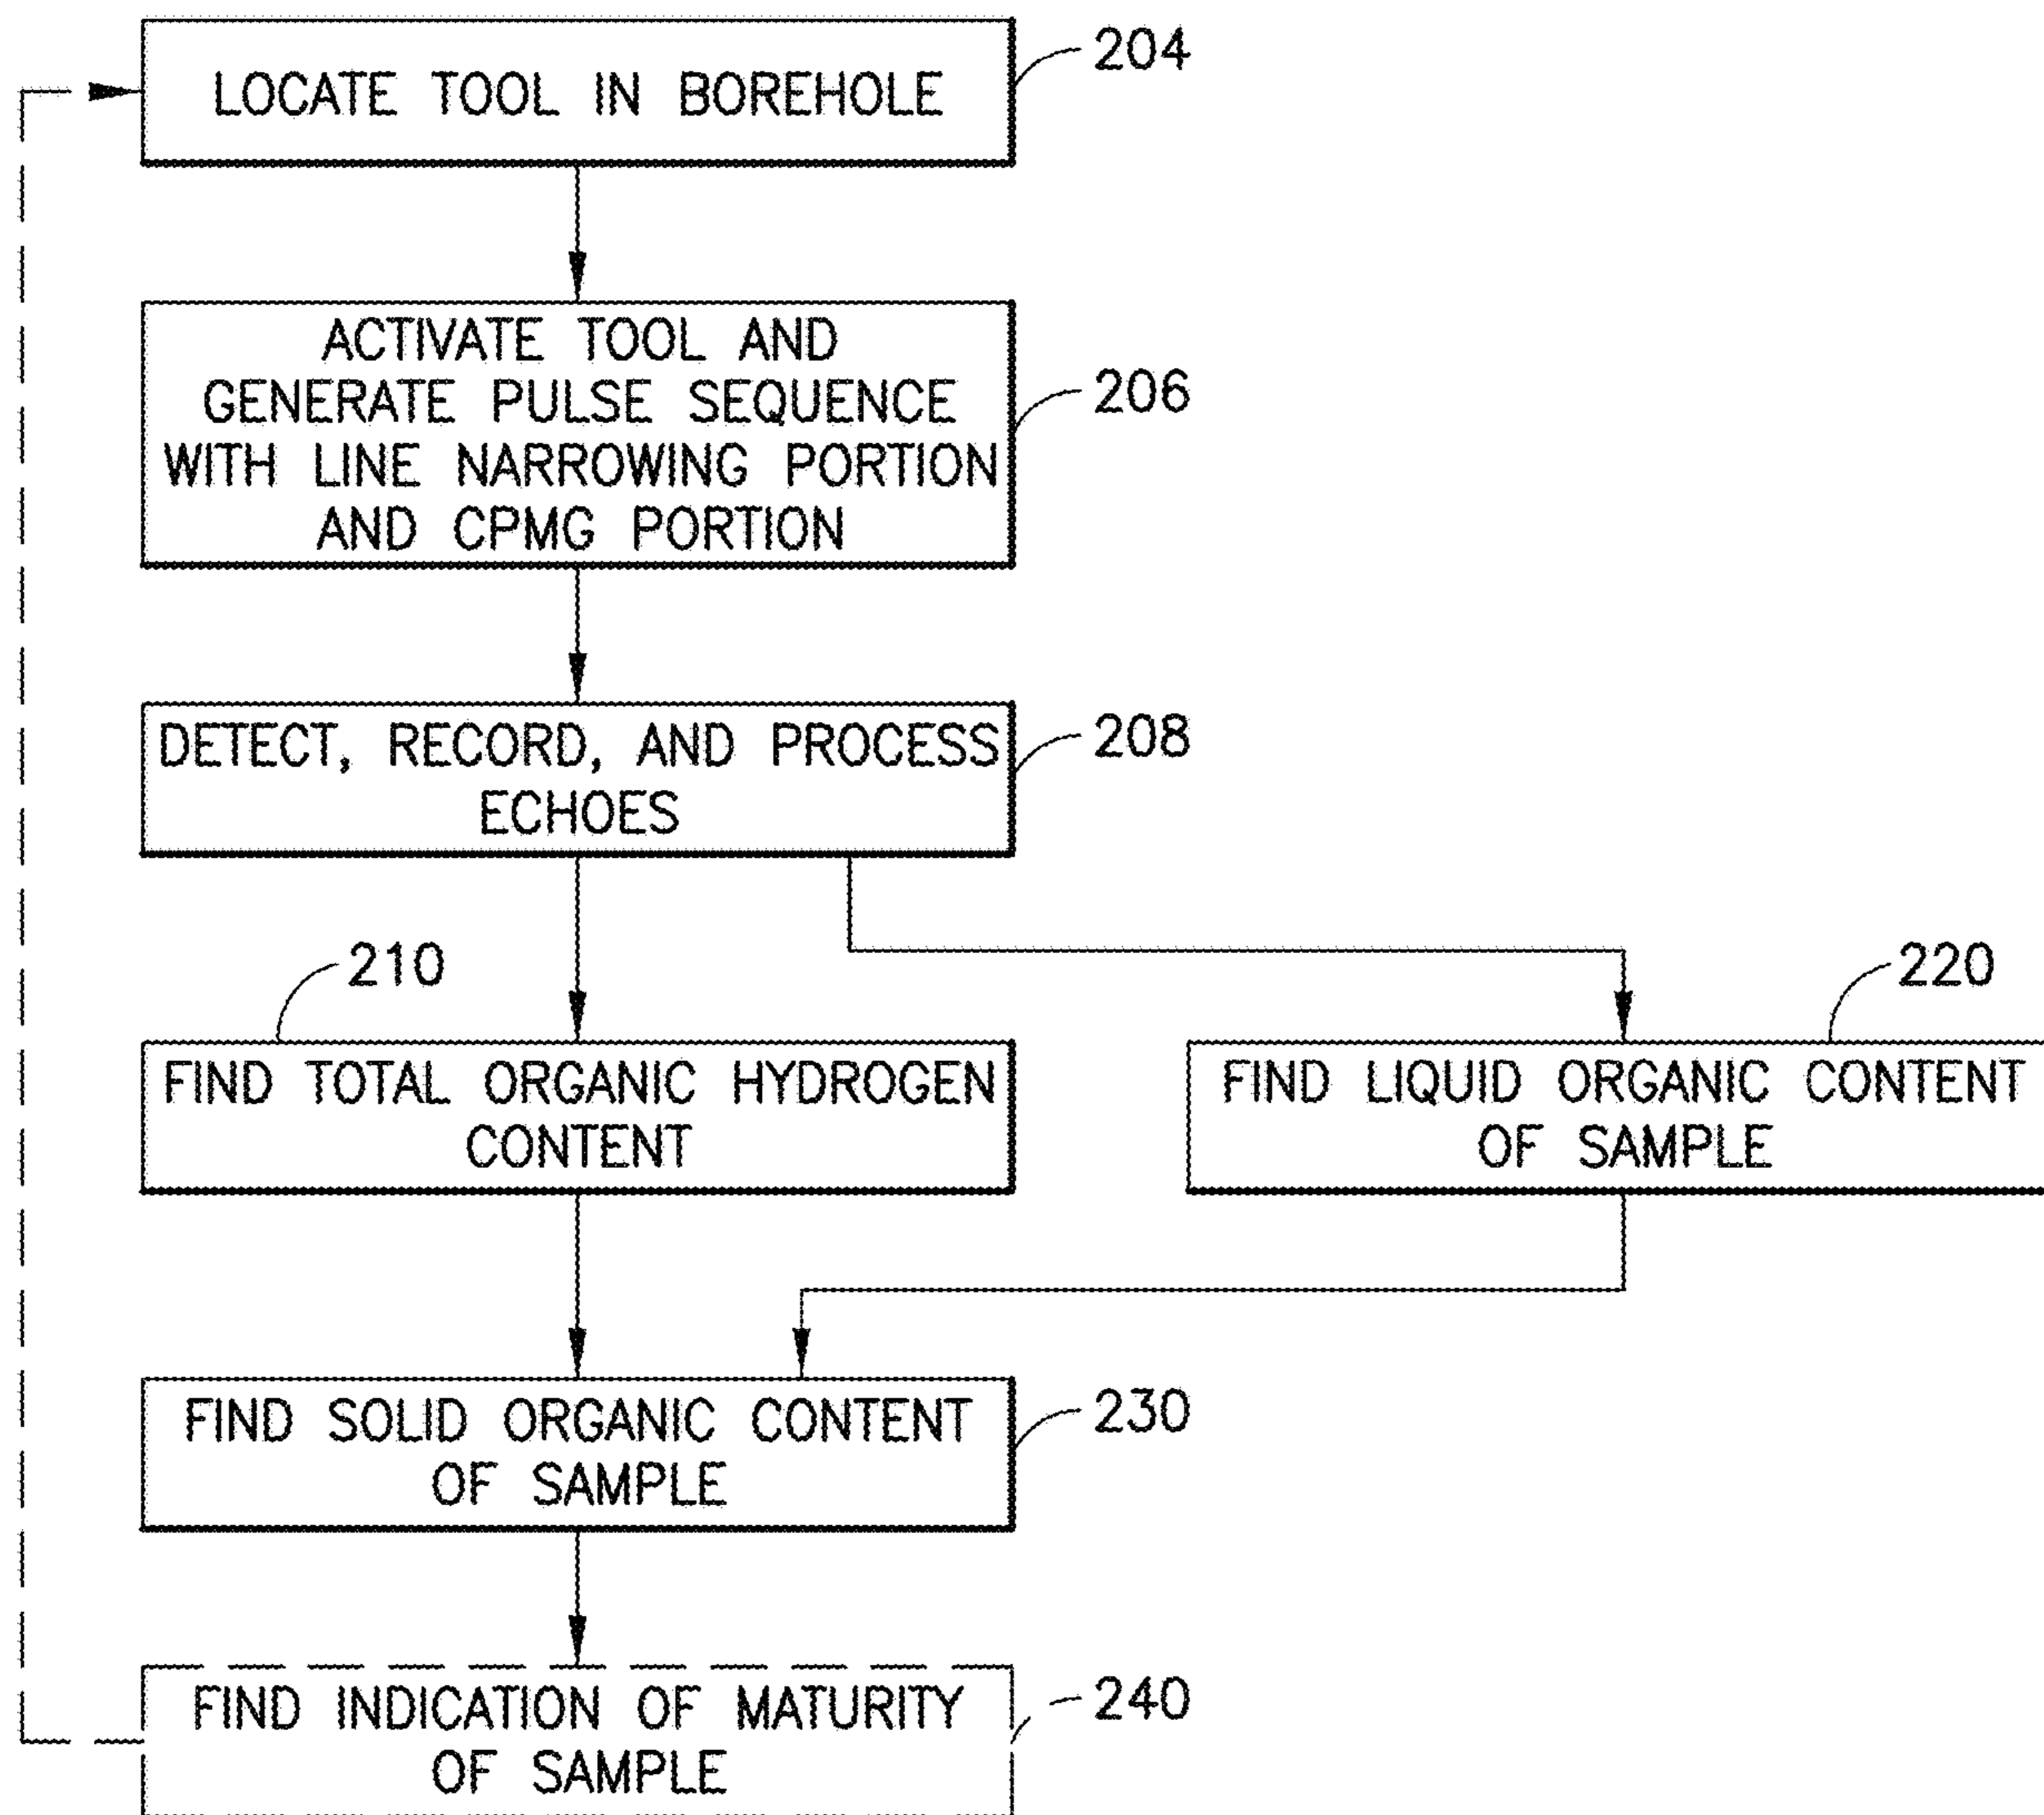 LOCATE TOOL IN BOREHOLE
204
ACTIVATE TOOL AND
GENERATE PULSE SEQUENCE
WITH LINE NARROWING PORTION
AND CPMG PORTION
206
DETECT, RECORD, AND PROCESS
ECHOES
208
210
FIND TOTAL ORGANIC HYDROGEN
CONTENT
220
FIND LIQUID ORGANIC CONTENT
OF SAMPLE
FIND SOLID ORGANIC CONTENT
OF SAMPLE
230
FIND INDICATION OF MATURITY
OF SAMPLE
240